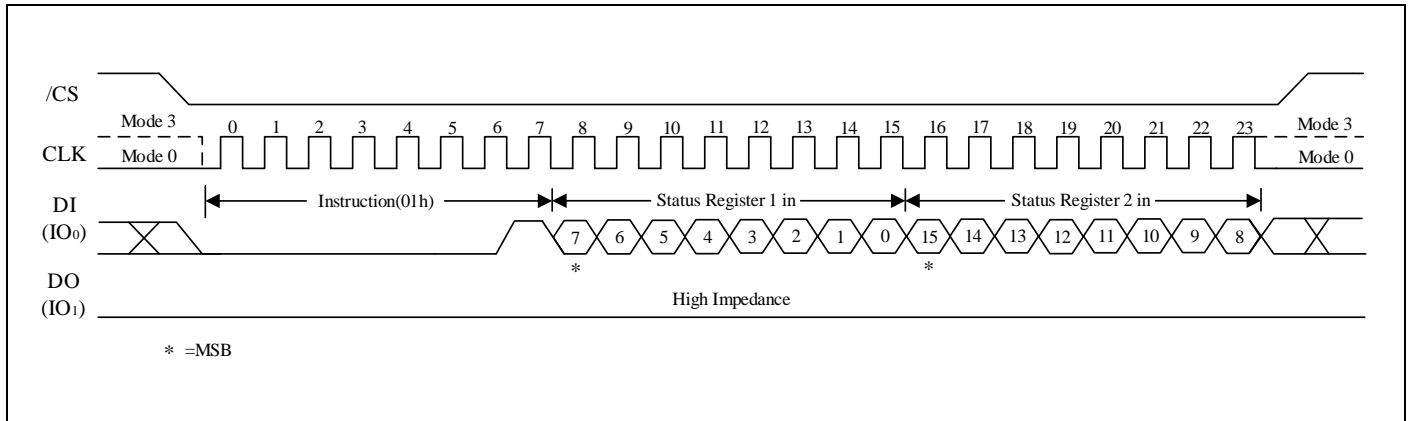 /CS
Mode 3
0 1 2 3 4 5 6 7 8 9 10 11 12 13 14 15 16 17 18 19 20 21 22 23
Mode 3
CLK
Mode 0
Mode 0
DI
(IO₀)
Instruction(01h)
Status Register 1 in
Status Register 2 in
7 6 5 4 3 2 1 0 15 14 13 12 11 10 9 8
* *
DO
(IO₁)
High Impedance
* =MSB